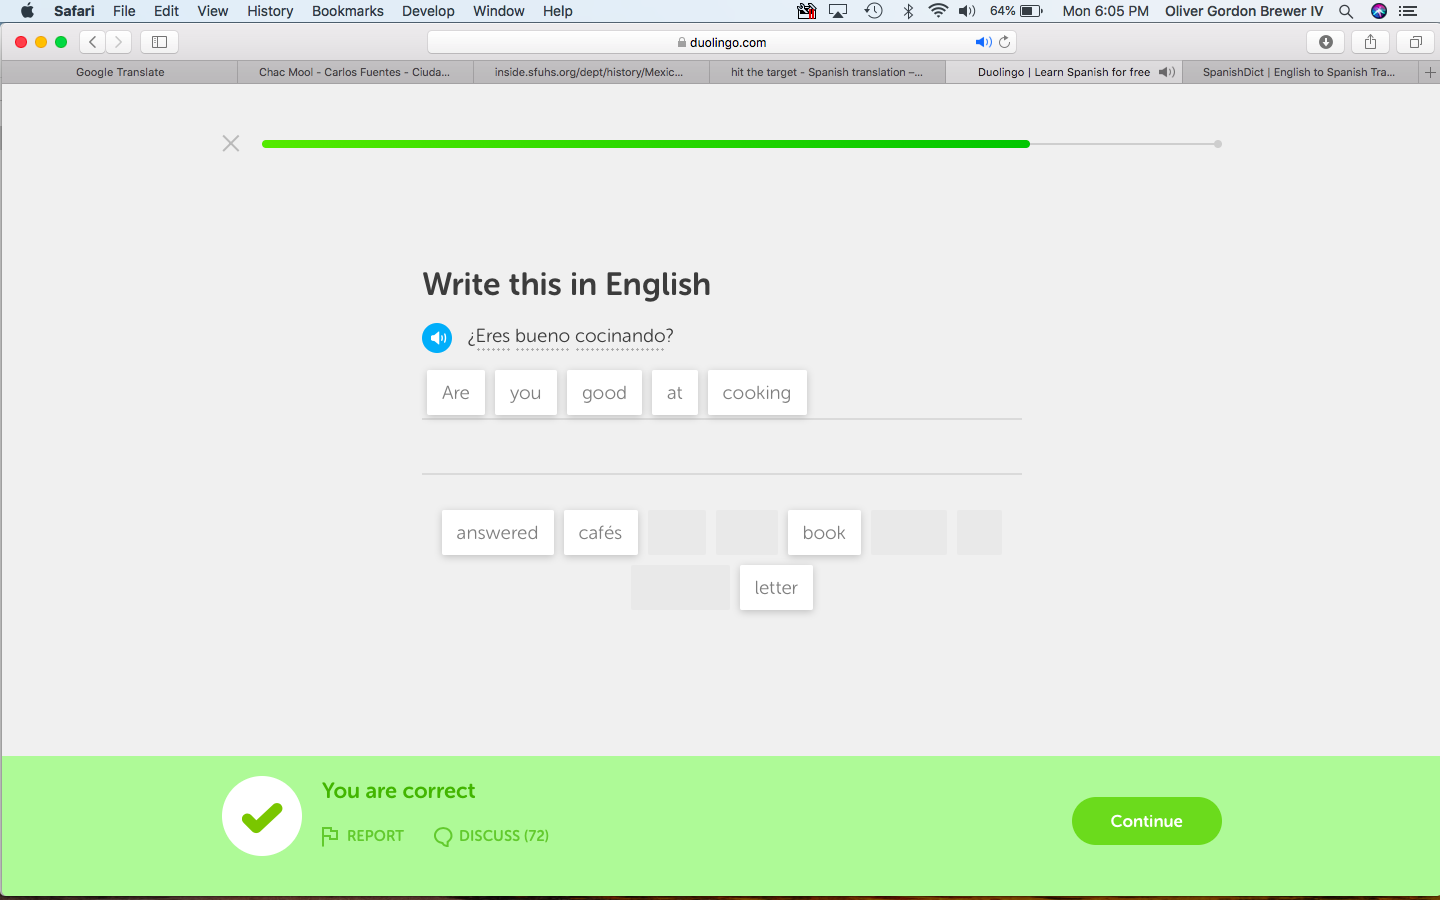 Safari File Edit View History Bookmarks Develop Window Help 64% Mon 6:05 PM Oliver Gordon Brewer IV
duolingo.com
Google Translate
Chac Mool - Carlos Fuentes - Ciuda...
inside.sfuhs.org/dept/history/Mexic...
hit the target - Spanish translation –...
Duolingo | Learn Spanish for free
SpanishDict | English to Spanish Tra...
Write this in English
¿Eres bueno cocinando?
Are you good at cooking
answered cafés book
letter
You are correct
REPORT DISCUSS (72)
Continue